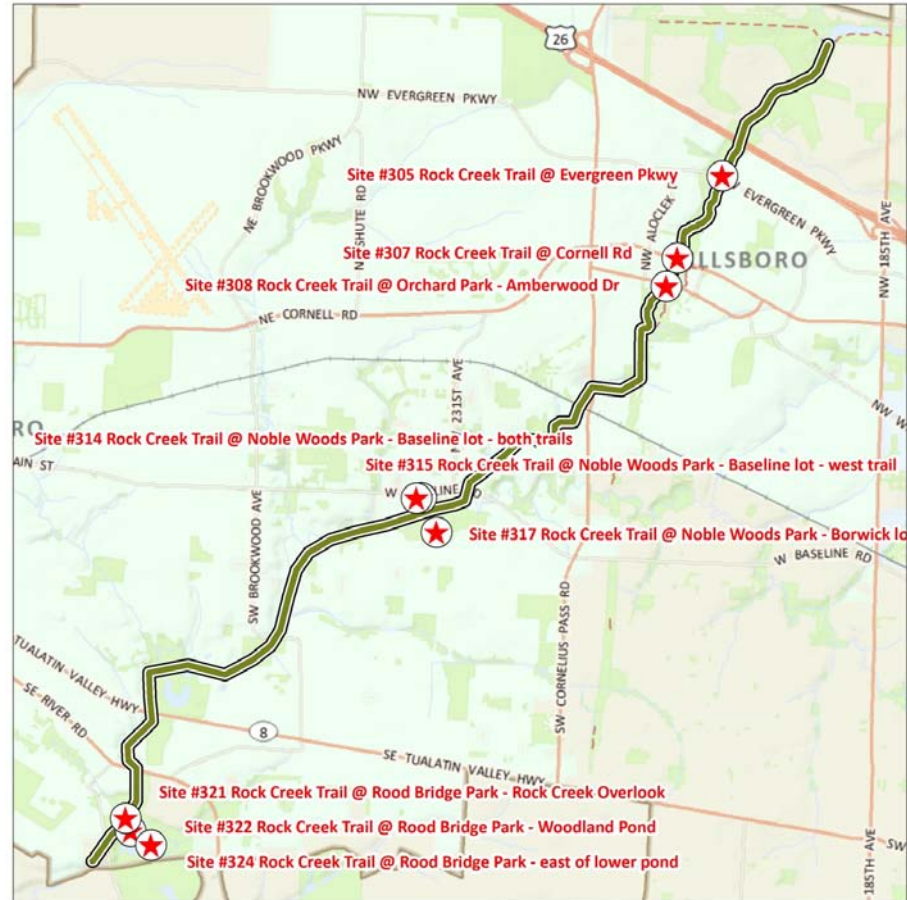 26
NW EVERGREEN PKWY
NE BROOKWOOD PKWY
Site #305 Rock Creek Trail @ Evergreen Pkwy
EVERGREEN PKWY
NW ALOCLEK
NW 185TH AVE
SHUTE RD
Site #307 Rock Creek Trail @ Cornell Rd
LLSBORO
Site #308 Rock Creek Trail @ Orchard Park - Amberwood Dr
NE CORNELL RD
231ST AVE
RO
Site #314 Rock Creek Trail @ Noble Woods Park - Baseline lot - both trails
AIN ST
Site #315 Rock Creek Trail @ Noble Woods Park - Baseline lot - west trail
Site #317 Rock Creek Trail @ Noble Woods Park - Borwick lo
W BASELINE RD
SW BROOKWOOD AVE
SW CORNELIUS PASS RD
TUALATIN VALLEY HWY
SE RIVER RD
8
SE TUALATIN VALLEY HWY
Site #321 Rock Creek Trail @ Rood Bridge Park - Rock Creek Overlook
Site #322 Rock Creek Trail @ Rood Bridge Park - Woodland Pond
Site #324 Rock Creek Trail @ Rood Bridge Park - east of lower pond
185TH AVE
SW